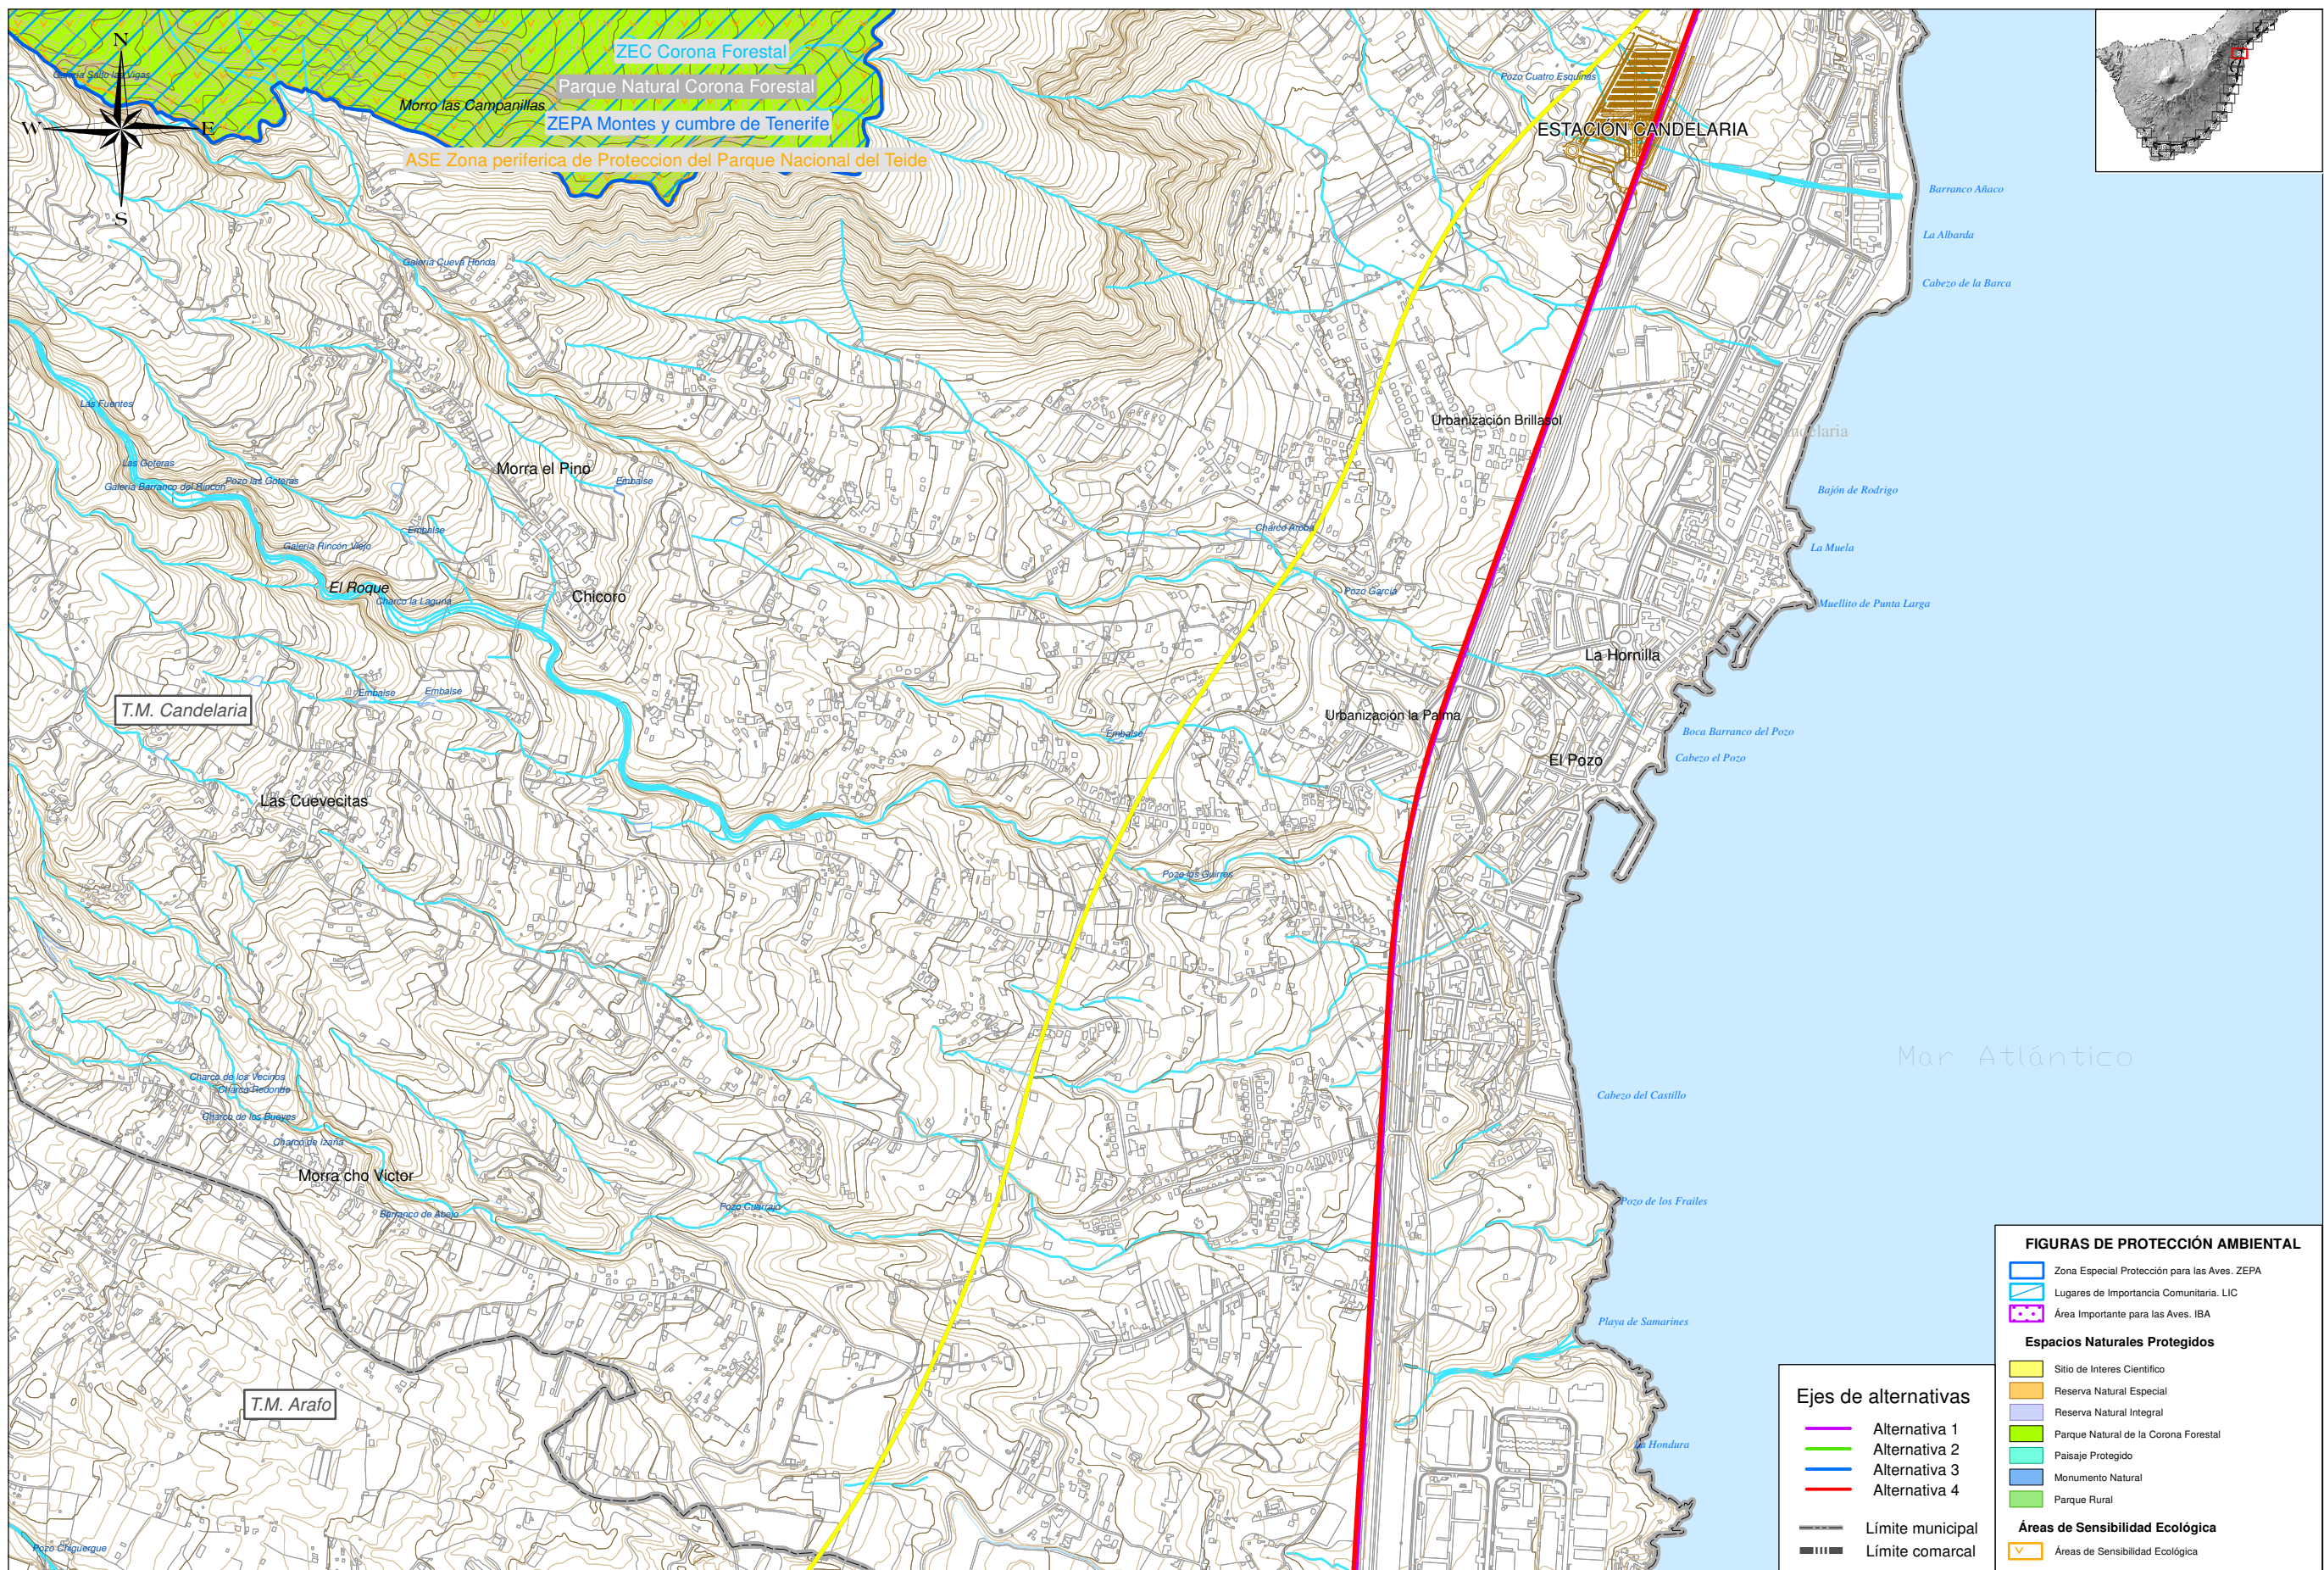 N
W
E
S
Galería Salto las Vigas
ZEC Corona Forestal
Parque Natural Corona Forestal
Morro las Campanillas
ZEPA Montes y cumbre de Tenerife
ASE Zona periferica de Proteccion del Parque Nacional del Teide
Pozo Cuatro Esquinas
ESTACIÓN CANDELARIA
Barranco Añaco
La Albarda
Cabezo de la Barca
Galería Cueva Honda
Las Fuentes
Urbanización Brillasol
andelaria
Las Goteras
Galería Barranco del Rincón
Pozo las Goteras
Morra el Pino
Embalse
Bajón de Rodrigo
Embalse
Charco Aroba
Galería Rincón Viejo
La Muela
El Roque
Charco la Laguna
Chicoro
Pozo García
Muellito de Punta Larga
La Hornilla
T.M. Candelaria
Embalse
Embalse
Urbanización la Palma
Embalse
Boca Barranco del Pozo
Cabezo el Pozo
El Pozo
Las Cuevecitas
Pozo los Guirres
Mar Atlántico
Charco de los Vecinos
Charco Redondo
Charco de los Bueyes
Charco de Izaña
Cabezo del Castillo
Morra cho Victor
Barranco de Abajo
Pozo Cuarrajo
Pozo de los Frailes
Playa de Samarines
T.M. Arafo
La Hondura
Pozo Chiguergue
Ejes de alternativas
Alternativa 1
Alternativa 2
Alternativa 3
Alternativa 4
Límite municipal
Límite comarcal
FIGURAS DE PROTECCIÓN AMBIENTAL
Zona Especial Protección para las Aves. ZEPA
Lugares de Importancia Comunitaria. LIC
Área Importante para las Aves. IBA
Espacios Naturales Protegidos
Sitio de Interes Cientifico
Reserva Natural Especial
Reserva Natural Integral
Parque Natural de la Corona Forestal
Paisaje Protegido
Monumento Natural
Parque Rural
Áreas de Sensibilidad Ecológica
Áreas de Sensibilidad Ecológica